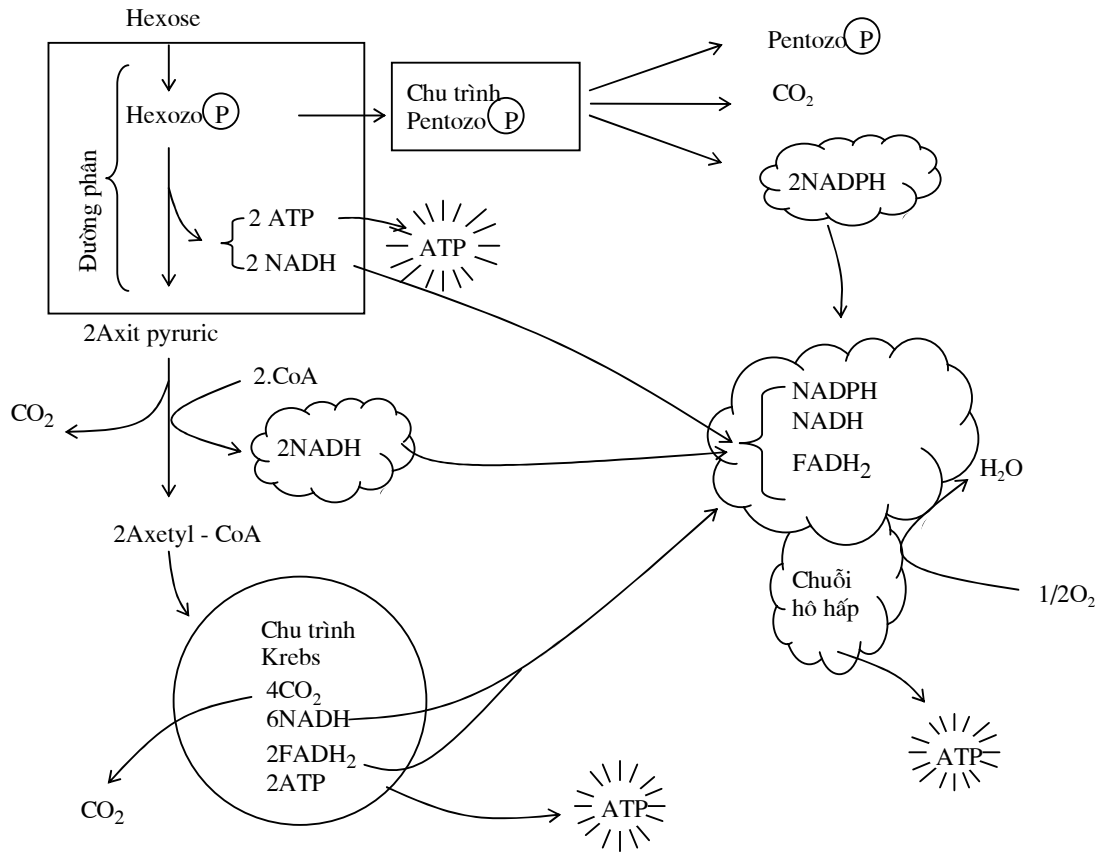 Hexose
Hexozo P
Đường phân
2 ATP
2 NADH
ATP
Chu trình
Pentozo P
Pentozo P
CO₂
2NADPH
2Axit pyruric
2.CoA
CO₂
2NADH
NADPH
NADH
FADH₂
H₂O
2Axetyl - CoA
Chuỗi
hô hấp
1/2O₂
Chu trình
Krebs
4CO₂
6NADH
2FADH₂
2ATP
CO₂
ATP
ATP